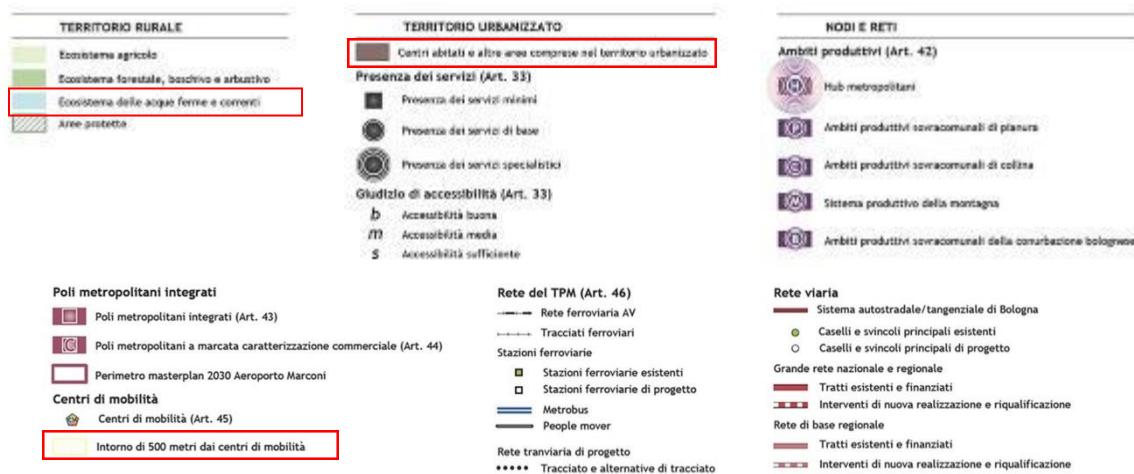 TERRITORIO RURALE
Ecosistema agricolo
Ecosistema forestale, boschivo e arbustivo
Ecosistema delle acque ferme e correnti
Aree protette
TERRITORIO URBANIZZATO
Centri abitati e altre aree comprese nel territorio urbanizzato
Presenza dei servizi (Art. 33)
Presenza dei servizi minimi
Presenza dei servizi di base
Presenza dei servizi specialistici
Giudizio di accessibilità (Art. 33)
b Accessibilità buona
m Accessibilità media
s Accessibilità sufficiente
NODI E RETI
Ambiti produttivi (Art. 42)
H Hub metropolitani
P Ambiti produttivi sovracomunali di pianura
C Ambiti produttivi sovracomunali di collina
M Sistema produttivo della montagna
B Ambiti produttivi sovracomunali della conurbazione bolognese
Poli metropolitani integrati
Poli metropolitani integrati (Art. 43)
C Poli metropolitani a marcata caratterizzazione commerciale (Art. 44)
Perimetro masterplan 2030 Aeroporto Marconi
Centri di mobilità
Centri di mobilità (Art. 45)
Intorno di 500 metri dai centri di mobilità
Rete del TPM (Art. 46)
Rete ferroviaria AV
Tracciati ferroviari
Stazioni ferroviarie
Stazioni ferroviarie esistenti
Stazioni ferroviarie di progetto
Metrobus
People mover
Rete tranviaria di progetto
Tracciato e alternative di tracciato
Rete viaria
Sistema autostradale/tangenziale di Bologna
Caselli e svincoli principali esistenti
Caselli e svincoli principali di progetto
Grande rete nazionale e regionale
Tratti esistenti e finanziati
Interventi di nuova realizzazione e riqualificazione
Rete di base regionale
Tratti esistenti e finanziati
Interventi di nuova realizzazione e riqualificazione